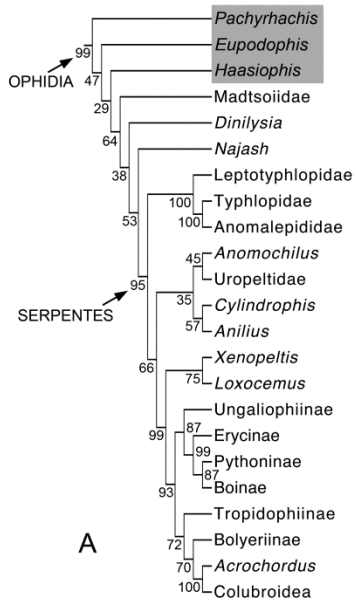 Pachyrhachis
99
Eupodophis
OPHIDIA
47
Haasiophis
29
Madtsoiidae
64
Dinilysia
38
Najash
Leptotyphlopidae
100
Typhlopidae
53
100
Anomalepididae
Anomochilus
45
Uropeltidae
95
35
Cylindrophis
SERPENTES
57
Anilius
Xenopeltis
66
75
Loxocemus
Ungaliophiinae
87
99
Erycinae
99
Pythoninae
87
93
Boinae
Tropidophiinae
A
72
Bolyeriinae
70
Acrochordus
100
Colubroidea